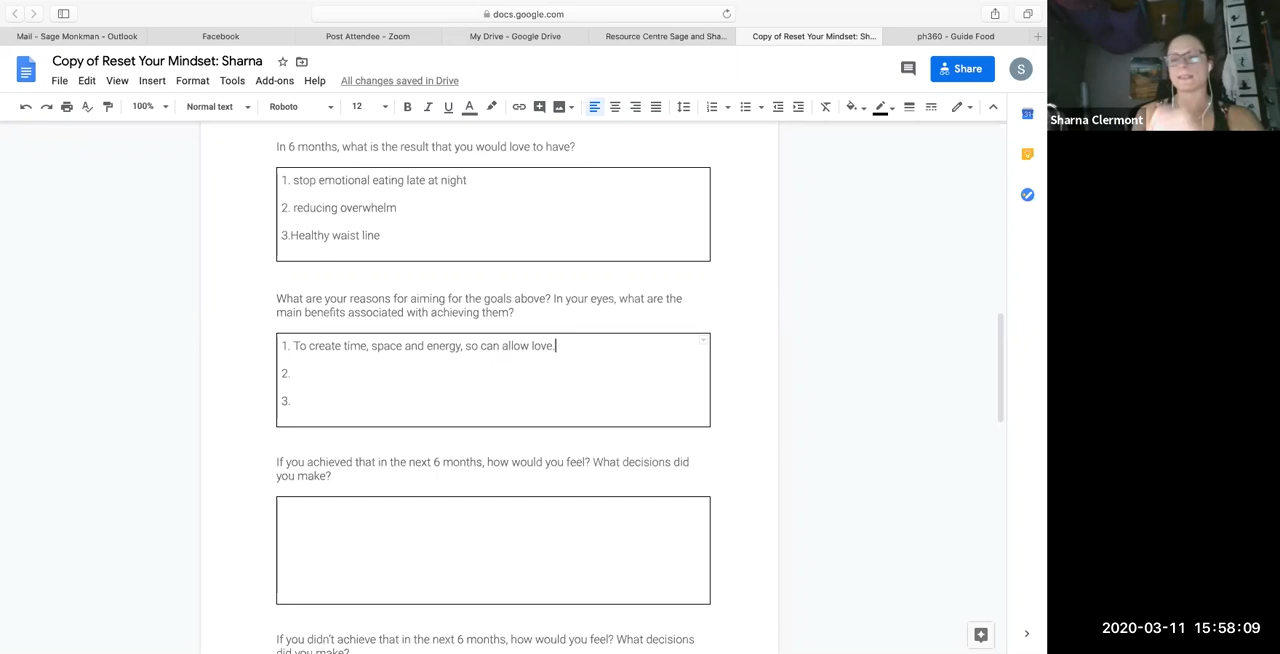 docs.google.com
Mail - Sage Monkman - Outlook
Facebook
Post Attendee - Zoom
My Drive - Google Drive
Resource Centre Sage and Sha...
Copy of Reset Your Mindset: Sh...
ph360 - Guide Food
Copy of Reset Your Mindset: Sharna
File Edit View Insert Format Tools Add-ons Help All changes saved in Drive
Share
S
100% Normal text Roboto 12
Sharna Clermont
In 6 months, what is the result that you would love to have?
1. stop emotional eating late at night
2. reducing overwhelm
3.Healthy waist line
What are your reasons for aiming for the goals above? In your eyes, what are the
main benefits associated with achieving them?
1. To create time, space and energy, so can allow love.
2.
3.
If you achieved that in the next 6 months, how would you feel? What decisions did
you make?
If you didn't achieve that in the next 6 months, how would you feel? What decisions
did you make?
2020-03-11 15:58:09